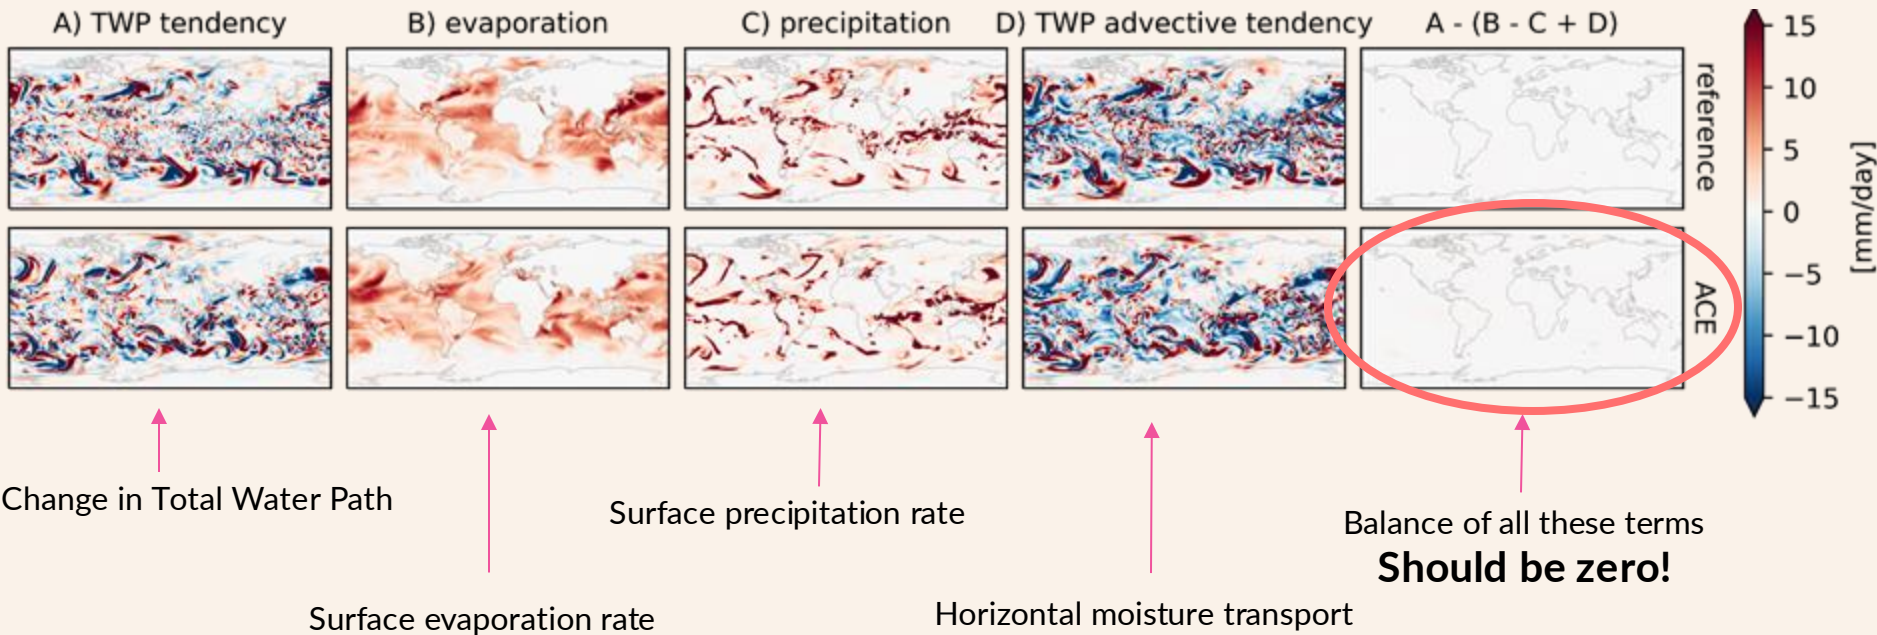 A) TWP tendency
B) evaporation
C) precipitation
D) TWP advective tendency
A - (B - C + D)
reference
ACE
15
10
5
0
−5
−10
−15
[mm/day]
Change in Total Water Path
Surface evaporation rate
Surface precipitation rate
Horizontal moisture transport
Balance of all these terms
Should be zero!